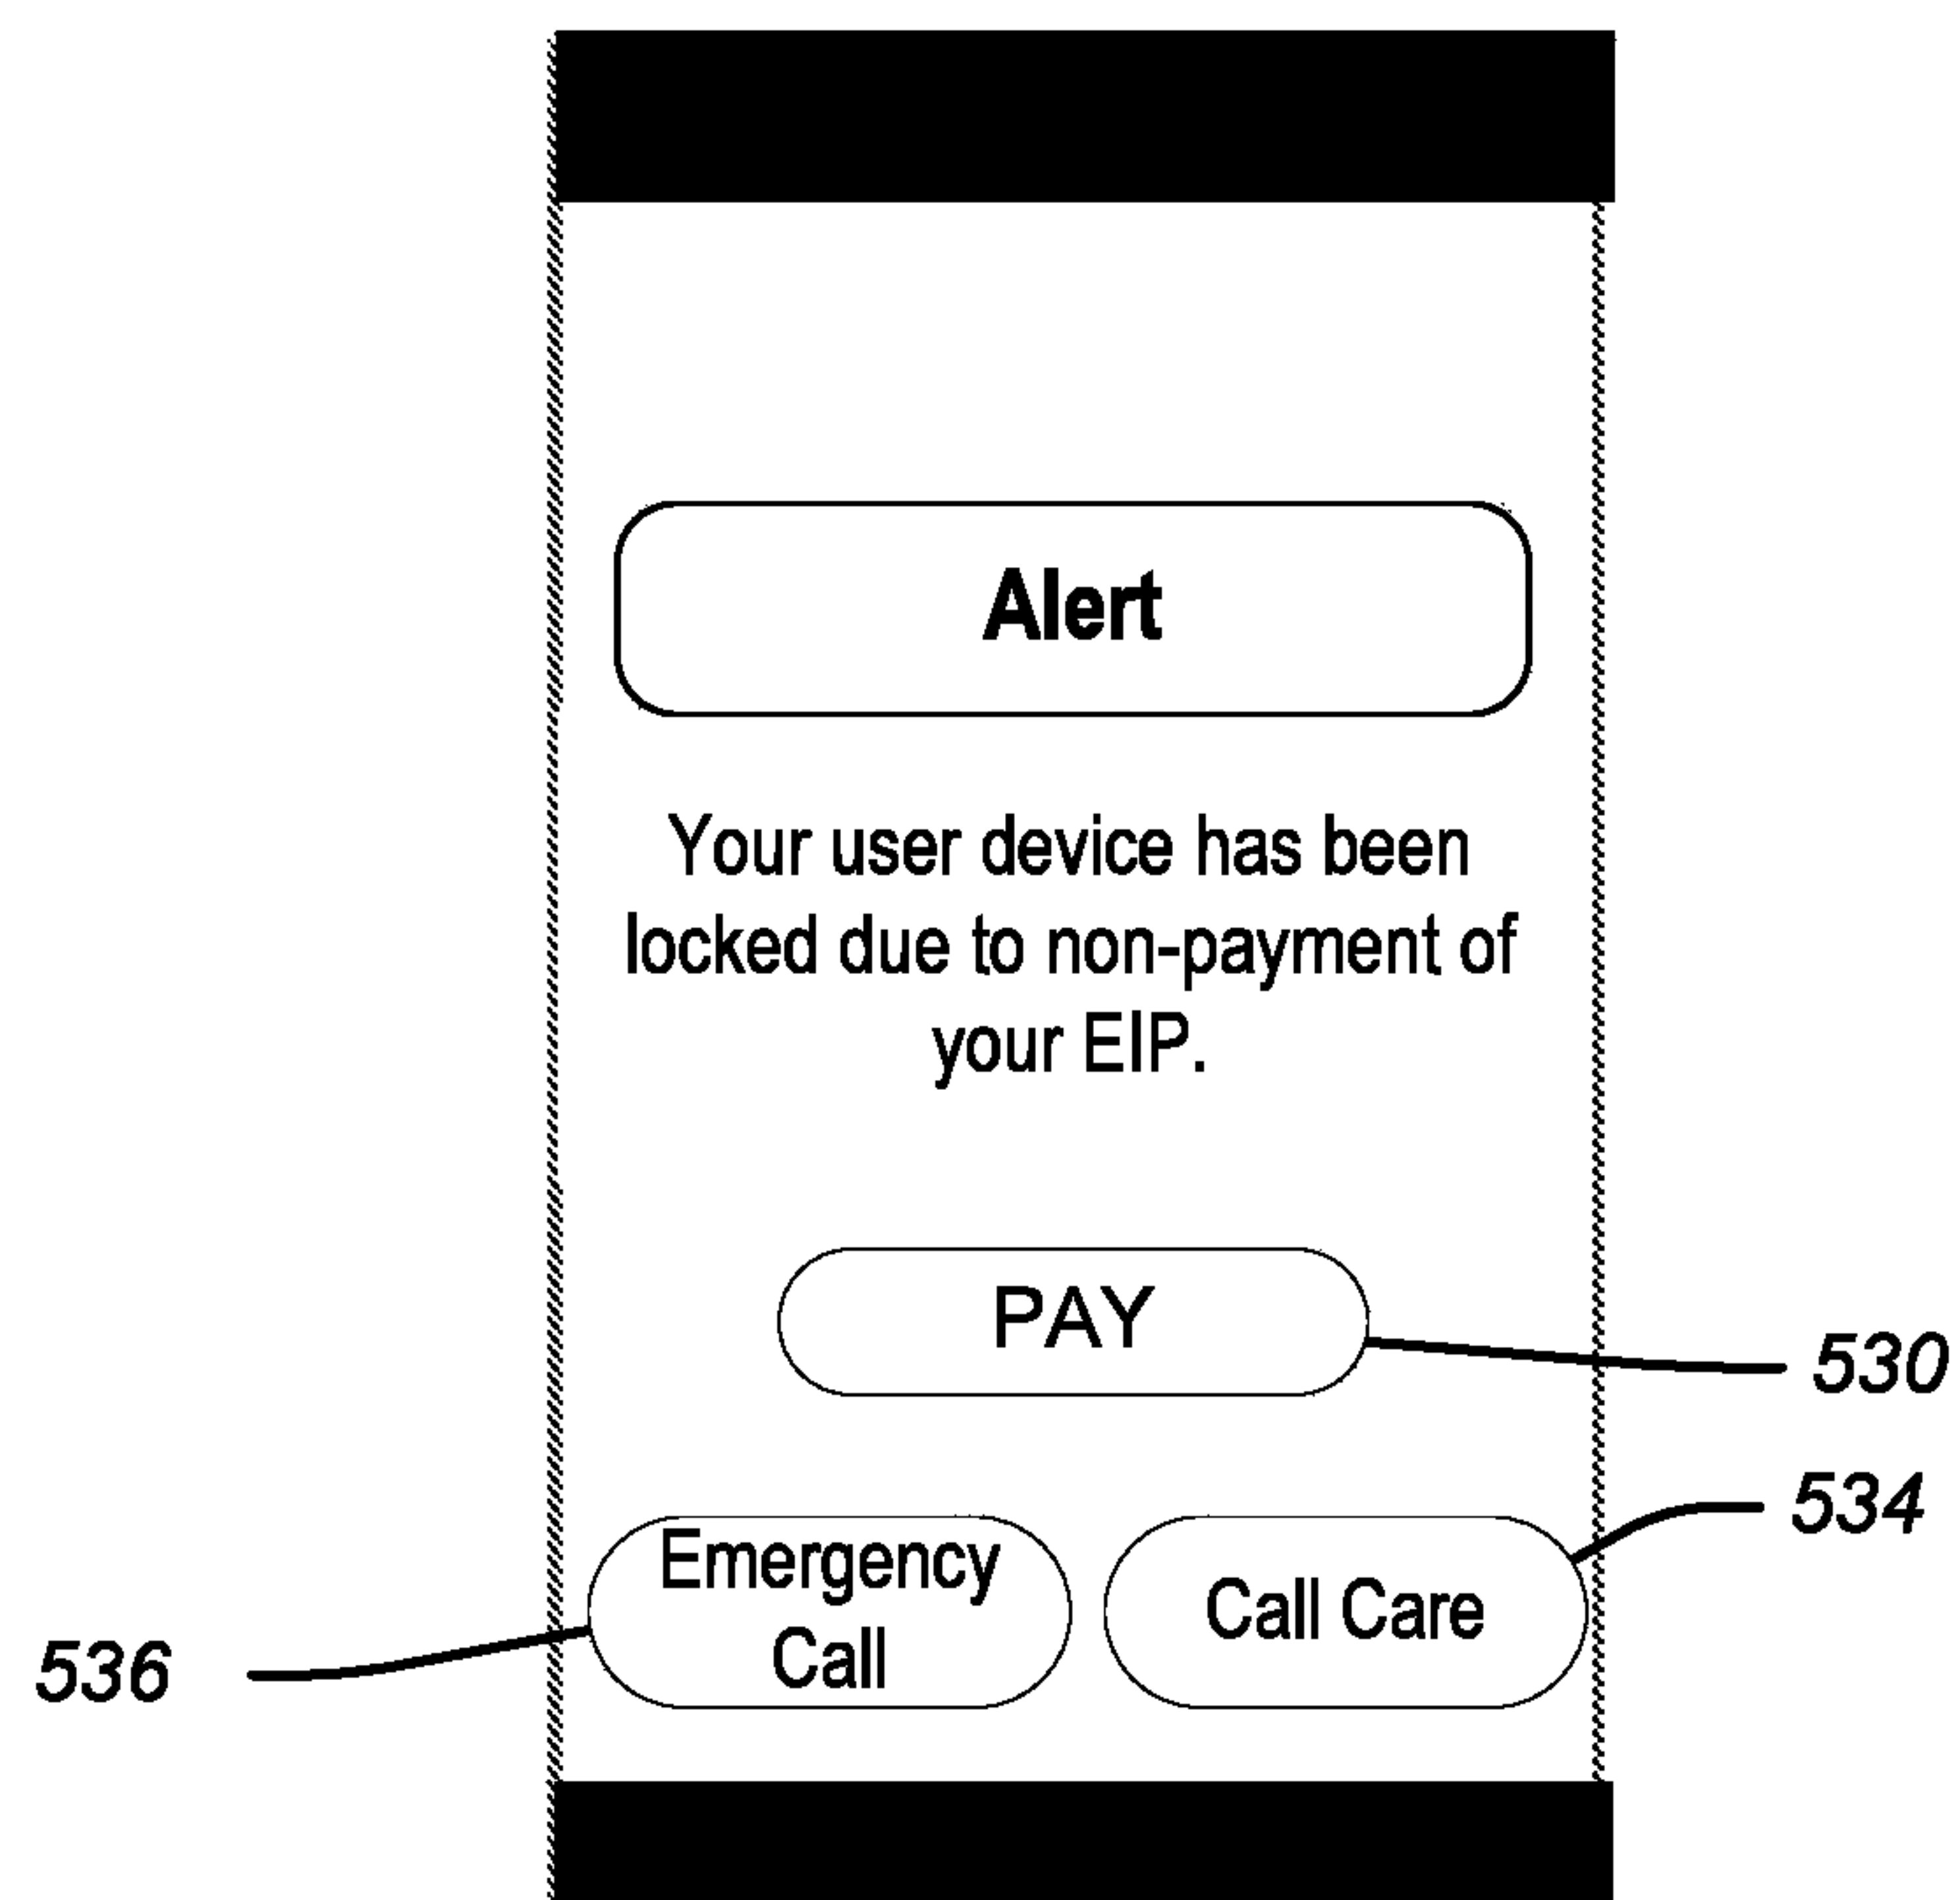 Alert
Your user device has been
locked due to non-payment of
your EIP.
PAY
530
534
Emergency
Call
Call Care
536